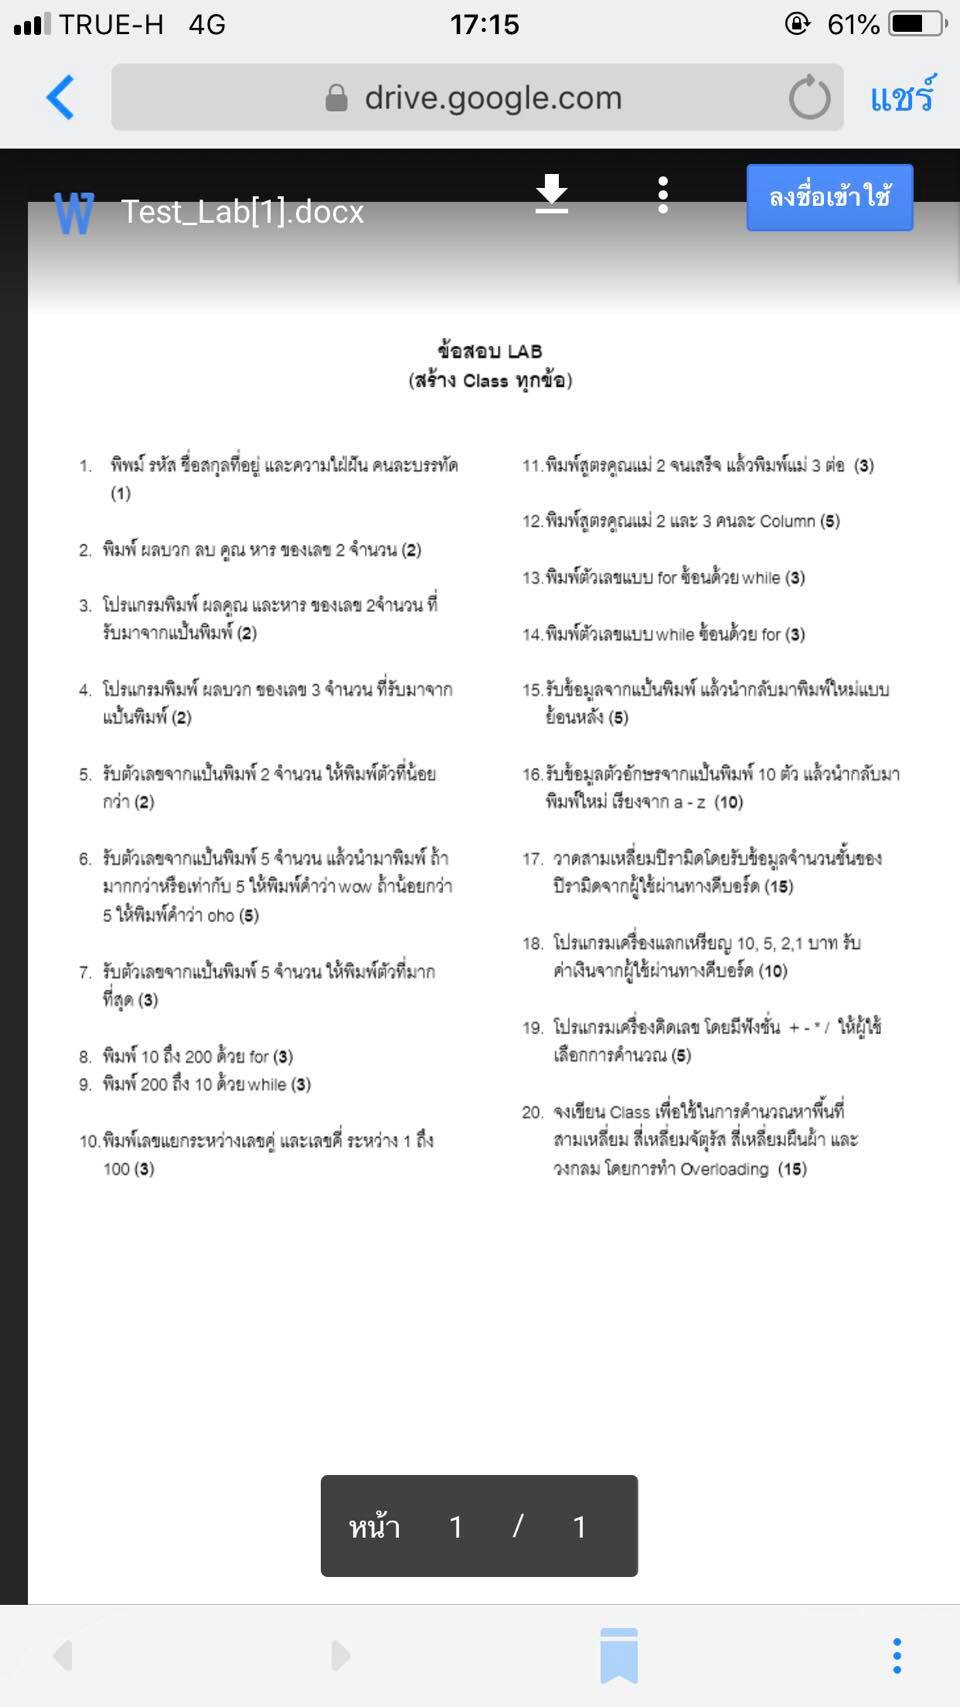 TRUE-H 4G 17:15 61%
drive.google.com แชร์
W Test_Lab[1].docx ลงชื่อเข้าใช้
ข้อสอบ LAB
(สร้าง Class ทุกข้อ)
1. พิพม์ รหัส ชื่อสกุลที่อยู่ และความใฝ่ฝัน คนละบรรทัด
(1)
2. พิมพ์ ผลบวก ลบ คูณ หาร ของเลข 2 จำนวน (2)
3. โปรแกรมพิมพ์ ผลคูณ และหาร ของเลข 2จำนวน ที่
รับมาจากแป้นพิมพ์ (2)
4. โปรแกรมพิมพ์ ผลบวก ของเลข 3 จำนวน ที่รับมาจาก
แป้นพิมพ์ (2)
5. รับตัวเลขจากแป้นพิมพ์ 2 จำนวน ให้พิมพ์ตัวที่น้อย
กว่า (2)
6. รับตัวเลขจากแป้นพิมพ์ 5 จำนวน แล้วนำมาพิมพ์ ถ้า
มากกว่าหรือเท่ากับ 5 ให้พิมพ์คำว่า wow ถ้าน้อยกว่า
5 ให้พิมพ์คำว่า oho (5)
7. รับตัวเลขจากแป้นพิมพ์ 5 จำนวน ให้พิมพ์ตัวที่มาก
ที่สุด (3)
8. พิมพ์ 10 ถึง 200 ด้วย for (3)
9. พิมพ์ 200 ถึง 10 ด้วย while (3)
10. พิมพ์เลขแยกระหว่างเลขคู่ และเลขคี่ ระหว่าง 1 ถึง
100 (3)
11. พิมพ์สูตรคูณแม่ 2 จนเสร็จ แล้วพิมพ์แม่ 3 ต่อ (3)
12. พิมพ์สูตรคูณแม่ 2 และ 3 คนละ Column (5)
13. พิมพ์ตัวเลขแบบ for ซ้อนด้วย while (3)
14. พิมพ์ตัวเลขแบบ while ซ้อนด้วย for (3)
15. รับข้อมูลจากแป้นพิมพ์ แล้วนำกลับมาพิมพ์ใหม่แบบ
ย้อนหลัง (5)
16. รับข้อมูลตัวอักษรจากแป้นพิมพ์ 10 ตัว แล้วนำกลับมา
พิมพ์ใหม่ เรียงจาก a - z (10)
17. วาดสามเหลี่ยมปิรามิดโดยรับข้อมูลจำนวนชั้นของ
ปิรามิดจากผู้ใช้ผ่านทางคีบอร์ด (15)
18. โปรแกรมเครื่องแลกเหรียญ 10, 5, 2,1 บาท รับ
ค่าเงินจากผู้ใช้ผ่านทางคีบอร์ด (10)
19. โปรแกรมเครื่องคิดเลข โดยมีฟังชั่น + - * / ให้ผู้ใช้
เลือกการคำนวณ (5)
20. จงเขียน Class เพื่อใช้ในการคำนวณหาพื้นที่
สามเหลี่ยม สี่เหลี่ยมจัตุรัส สี่เหลี่ยมผืนผ้า และ
วงกลม โดยการทำ Overloading (15)
หน้า 1 / 1